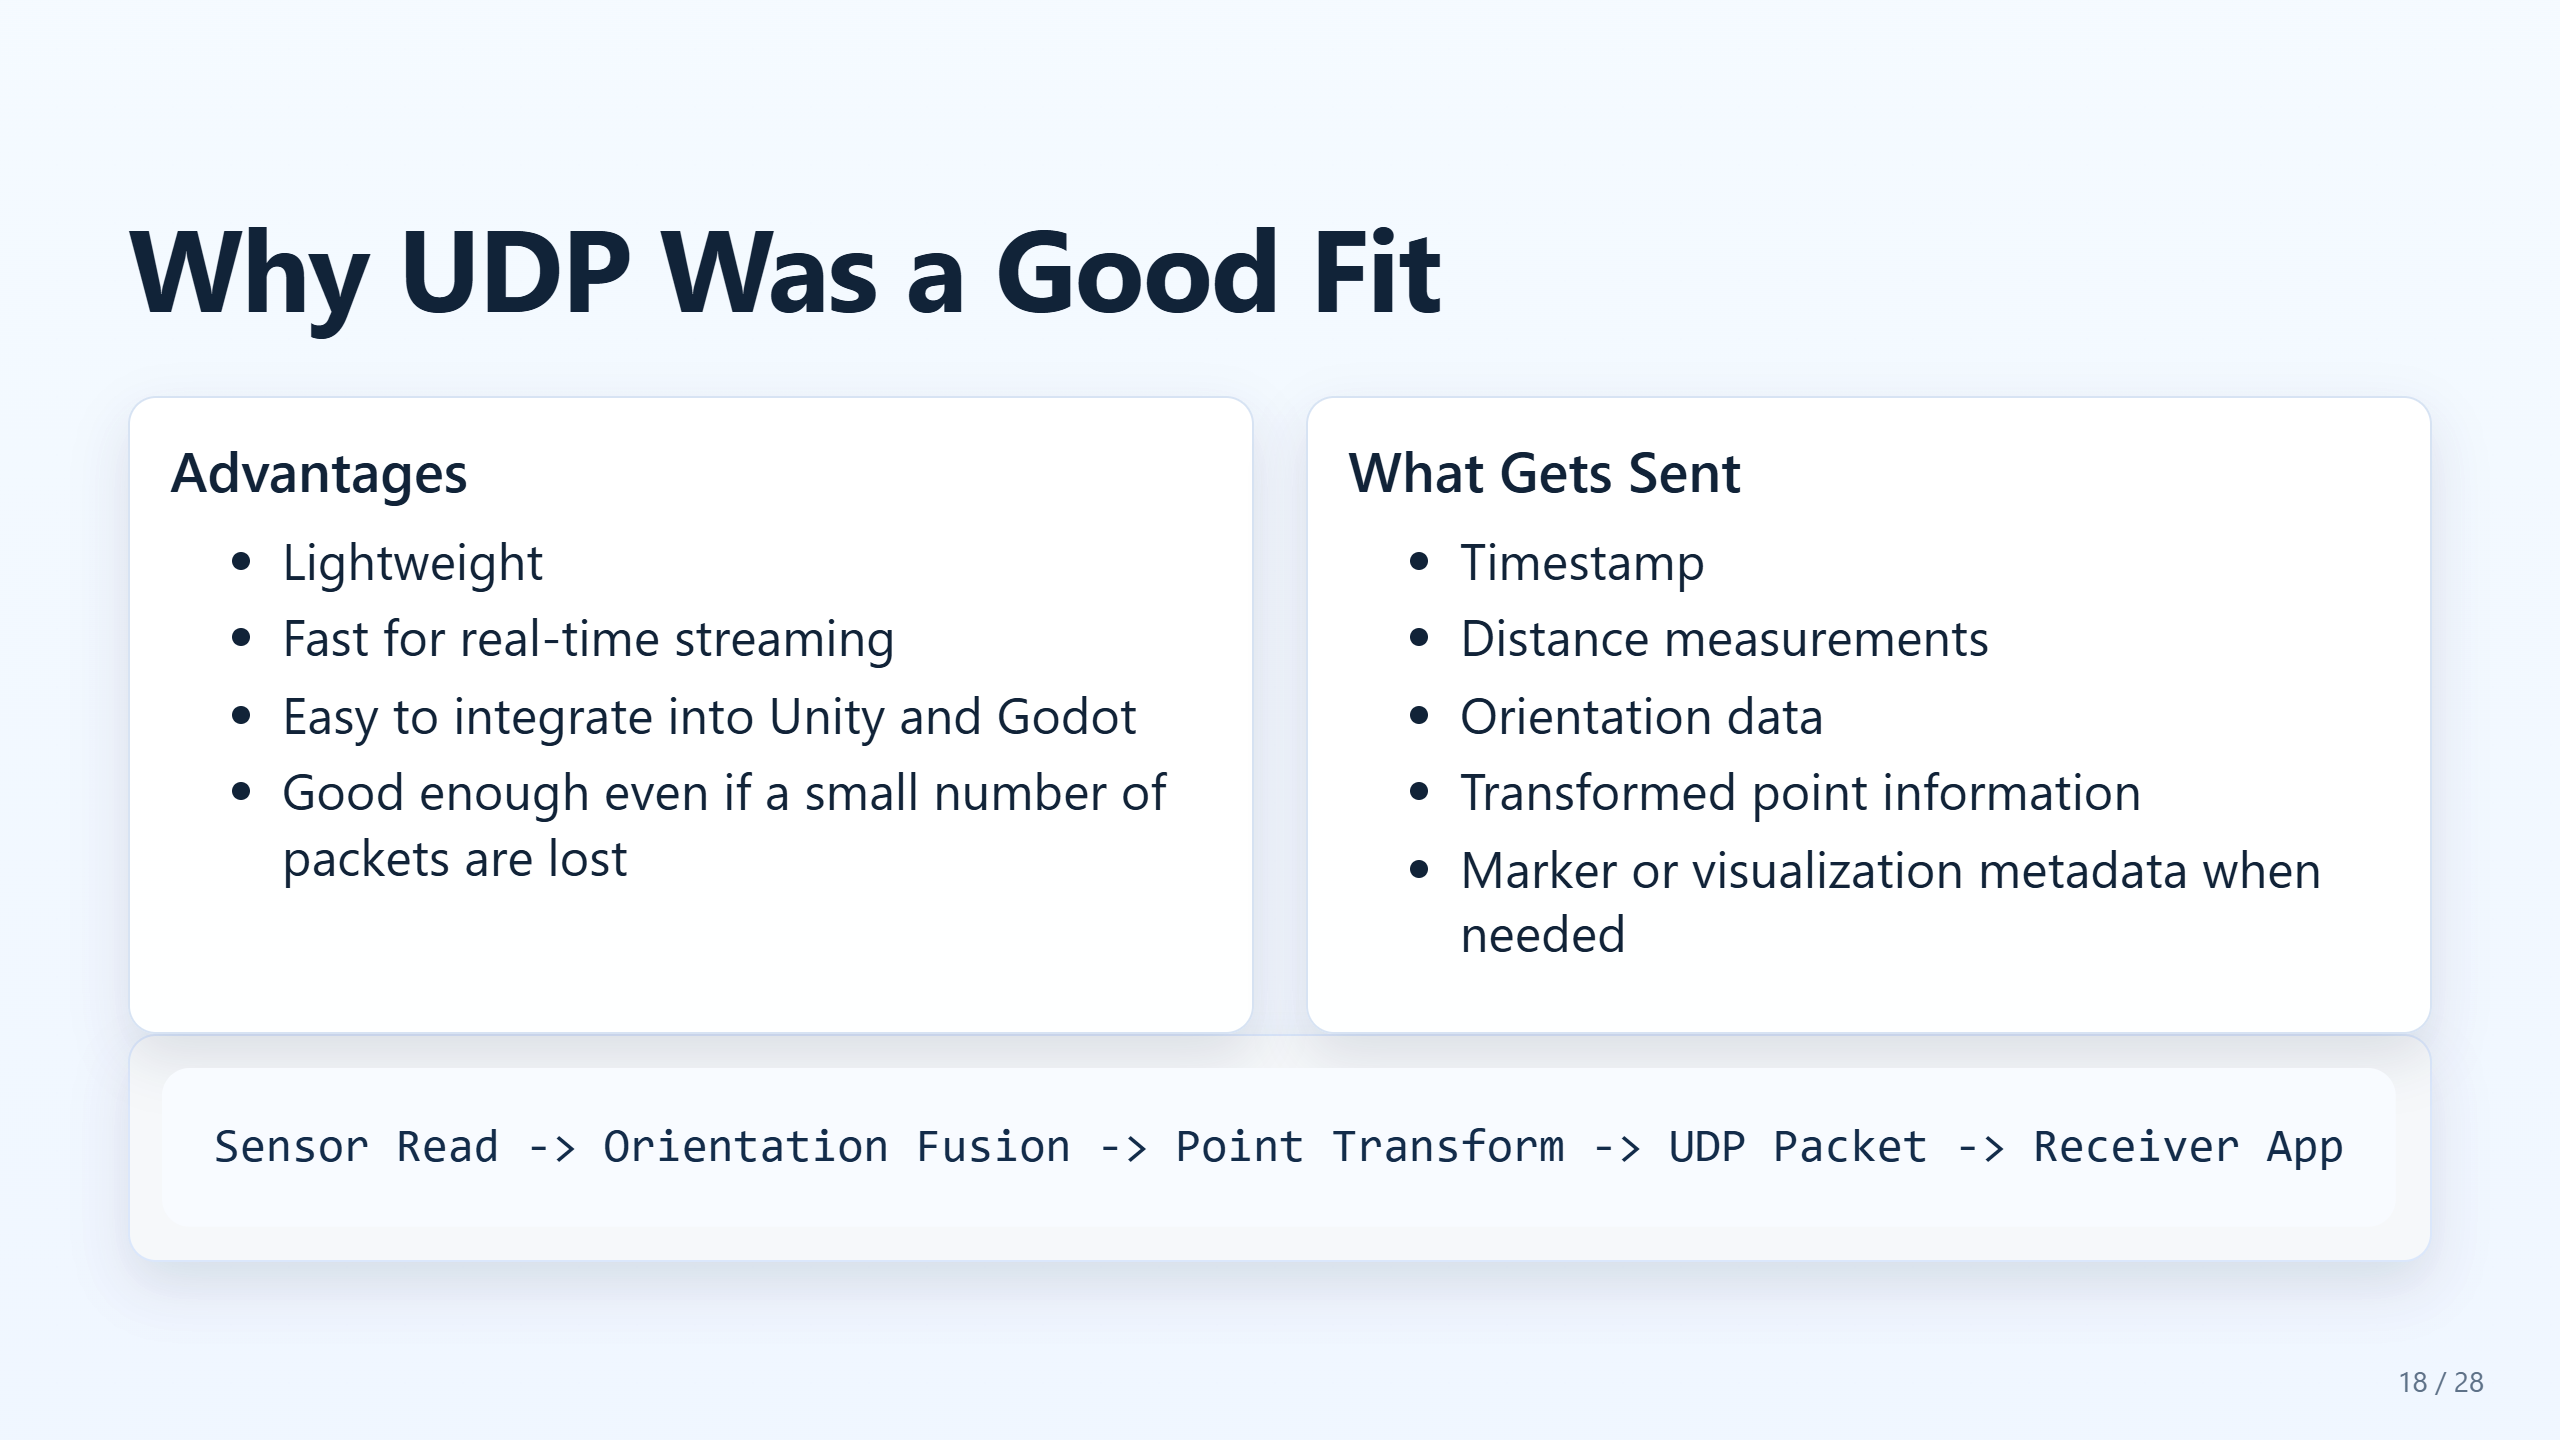 Why UDP Was a Good Fit
Advantages
Lightweight
Fast for real-time streaming
Easy to integrate into Unity and Godot
Good enough even if a small number of
packets are lost
What Gets Sent
Timestamp
Distance measurements
Orientation data
Transformed point information
Marker or visualization metadata when
needed
Sensor Read -> Orientation Fusion -> Point Transform -> UDP Packet -> Receiver App
18 / 28